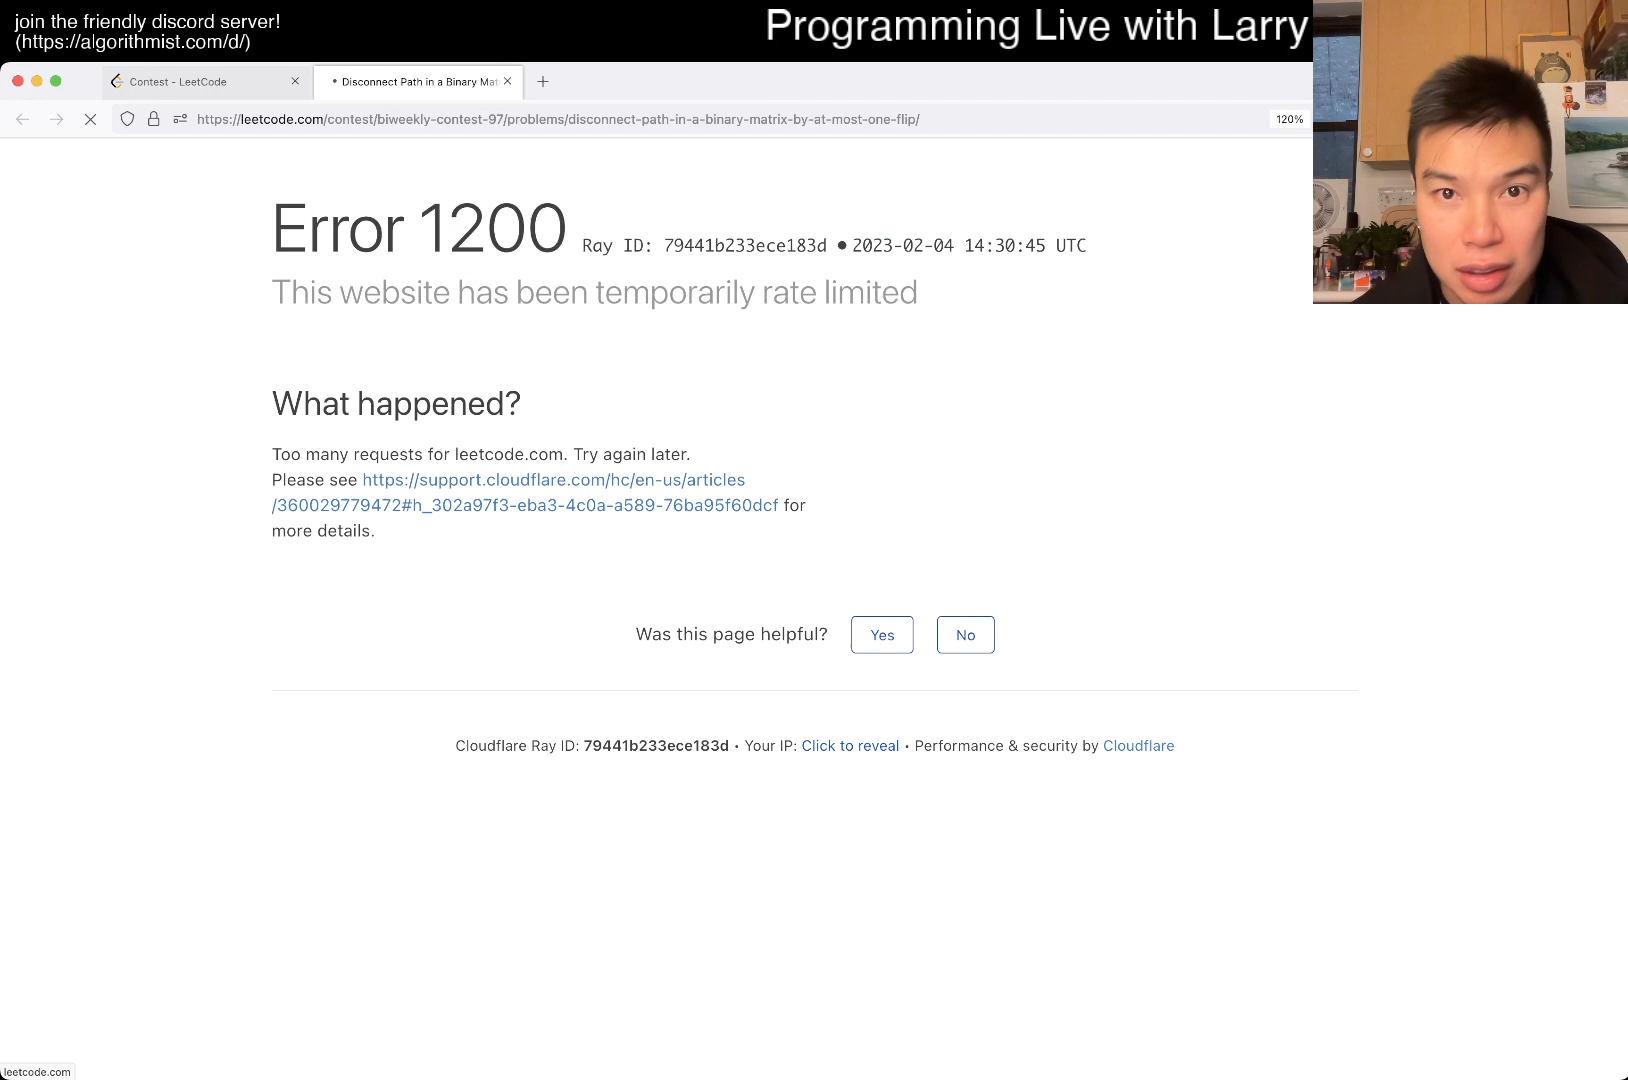 join the friendly discord server!
(https://algorithmist.com/d/)
Programming Live with Larry
Contest - LeetCode
Disconnect Path in a Binary Mat
https://leetcode.com/contest/biweekly-contest-97/problems/disconnect-path-in-a-binary-matrix-by-at-most-one-flip/
120%
Error 1200 Ray ID: 79441b233ece183d • 2023-02-04 14:30:45 UTC
This website has been temporarily rate limited
What happened?
Too many requests for leetcode.com. Try again later.
Please see https://support.cloudflare.com/hc/en-us/articles
/360029779472#h_302a97f3-eba3-4c0a-a589-76ba95f60dcf for
more details.
Was this page helpful? Yes No
Cloudflare Ray ID: 79441b233ece183d • Your IP: Click to reveal • Performance & security by Cloudflare
leetcode.com